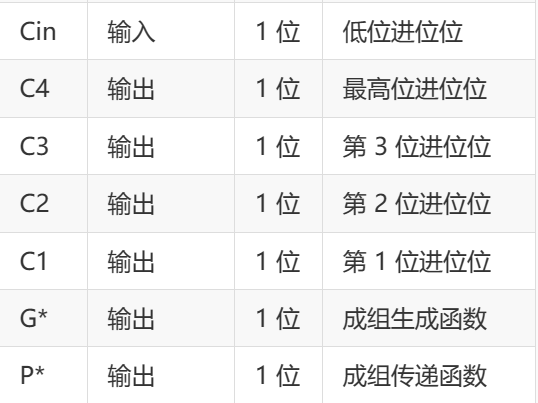 Cin 输入 1 位 低位进位位
C4 输出 1 位 最高位进位位
C3 输出 1 位 第 3 位进位位
C2 输出 1 位 第 2 位进位位
C1 输出 1 位 第 1 位进位位
G* 输出 1 位 成组生成函数
P* 输出 1 位 成组传递函数